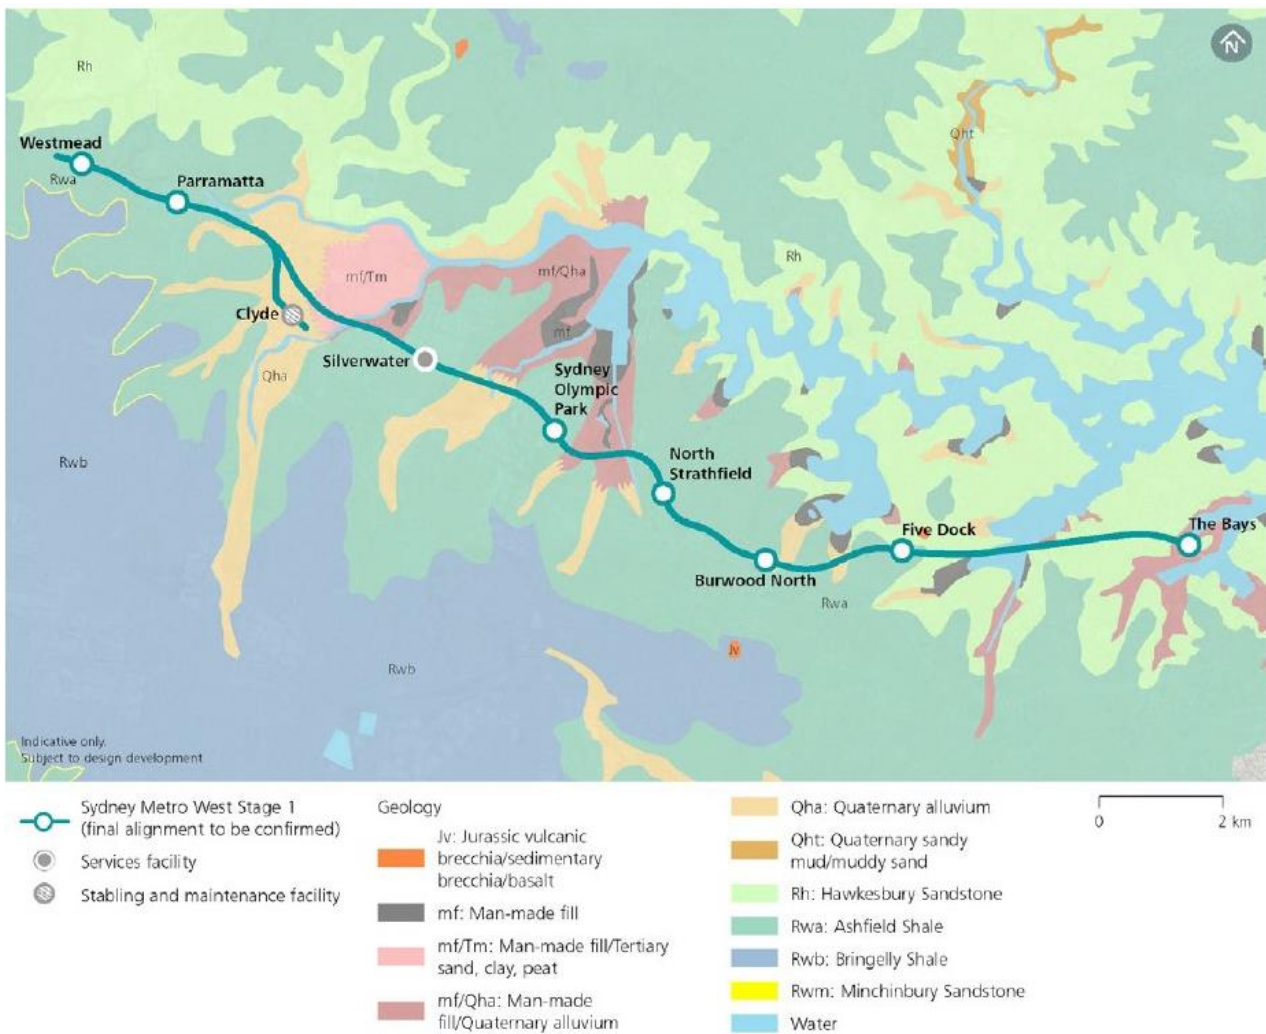 N
Rh
Westmead
Rwa
Parramatta
Qht
mf/Tm
mf/Qha
Rh
Clyde
mf
Silverwater
Qha
Sydney
Olympic
Park
North
Strathfield
Rwb
Five Dock
The Bays
Burwood North
Rwa
Jv
Rwb
Indicative only.
Subject to design development
Sydney Metro West Stage 1
(final alignment to be confirmed)
Services facility
Stabling and maintenance facility
Geology
Jv: Jurassic vulcanic
brecchia/sedimentary
brecchia/basalt
mf: Man-made fill
mf/Tm: Man-made fill/Tertiary
sand, clay, peat
mf/Qha: Man-made
fill/Quaternary alluvium
Qha: Quaternary alluvium
Qht: Quaternary sandy
mud/muddy sand
Rh: Hawkesbury Sandstone
Rwa: Ashfield Shale
Rwb: Bringelly Shale
Rwm: Minchinbury Sandstone
Water
0 2 km